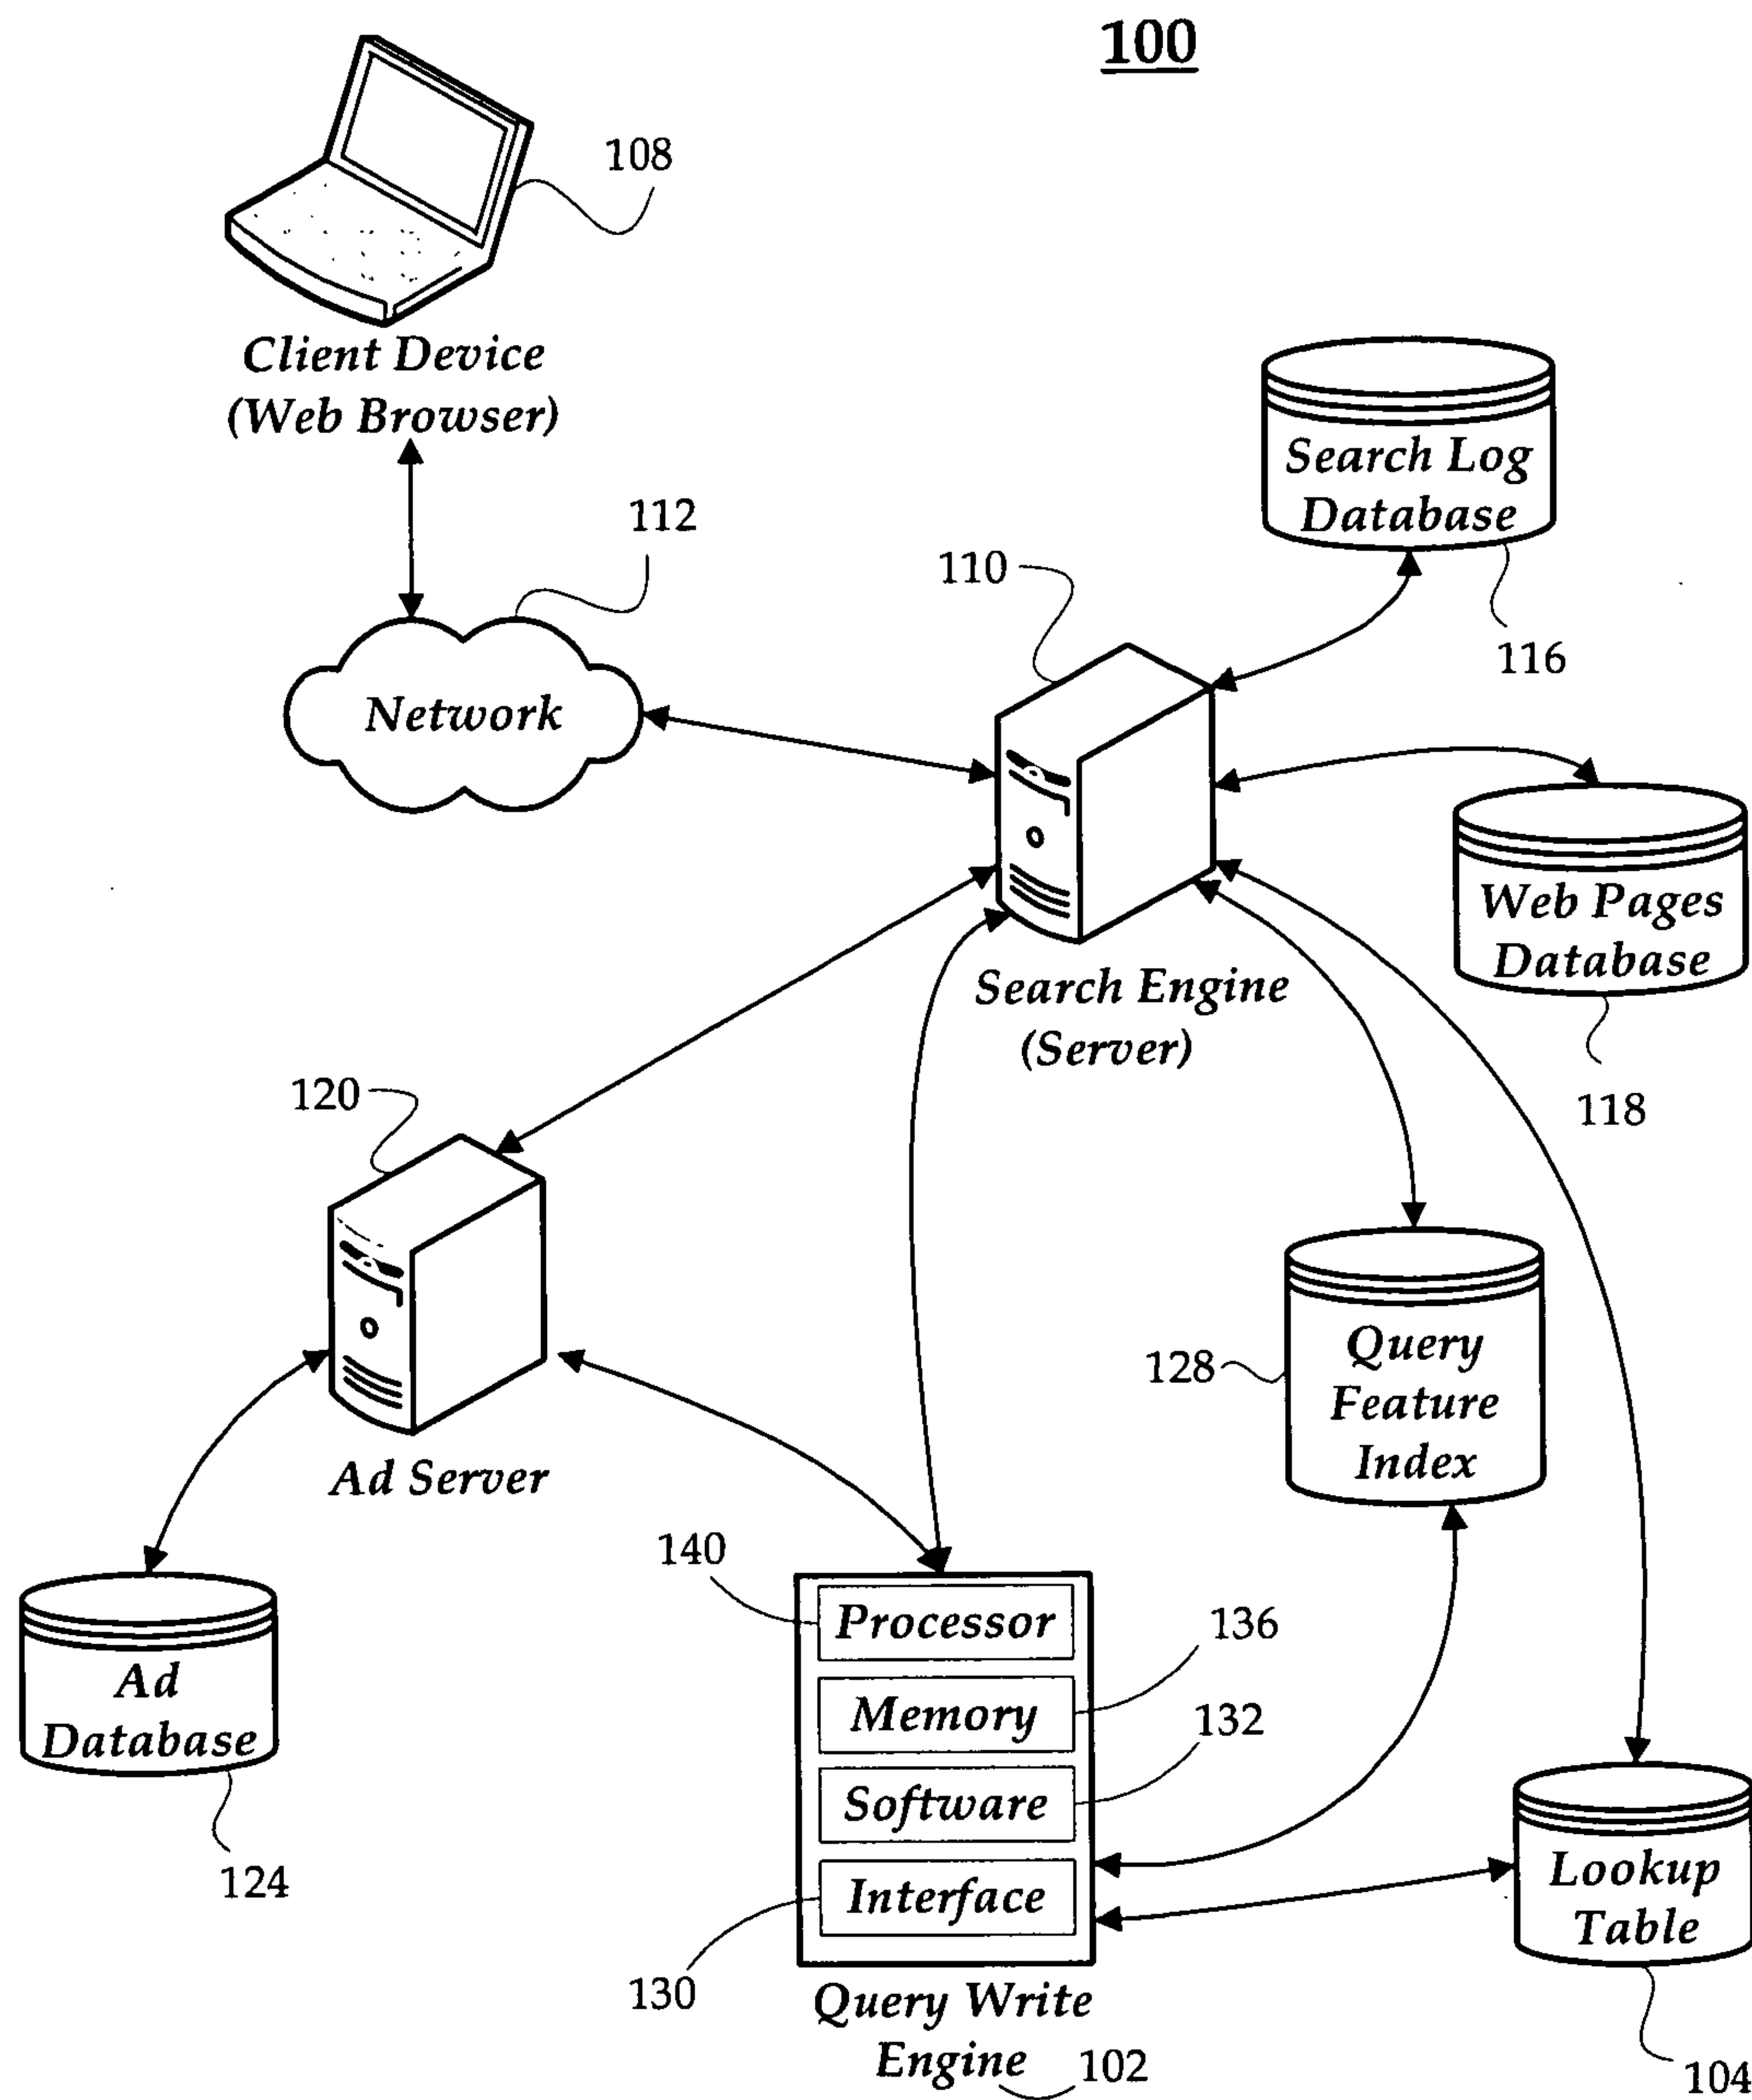 100
108
Client Device
(Web Browser)
112
Network
110
Search Log
Database
116
Web Pages
Database
118
Search Engine
(Server)
120
Ad Server
128
Query
Feature
Index
Ad
Database
124
140
Processor
136
Memory
132
Software
Interface
130
Query Write
Engine
102
Lookup
Table
104